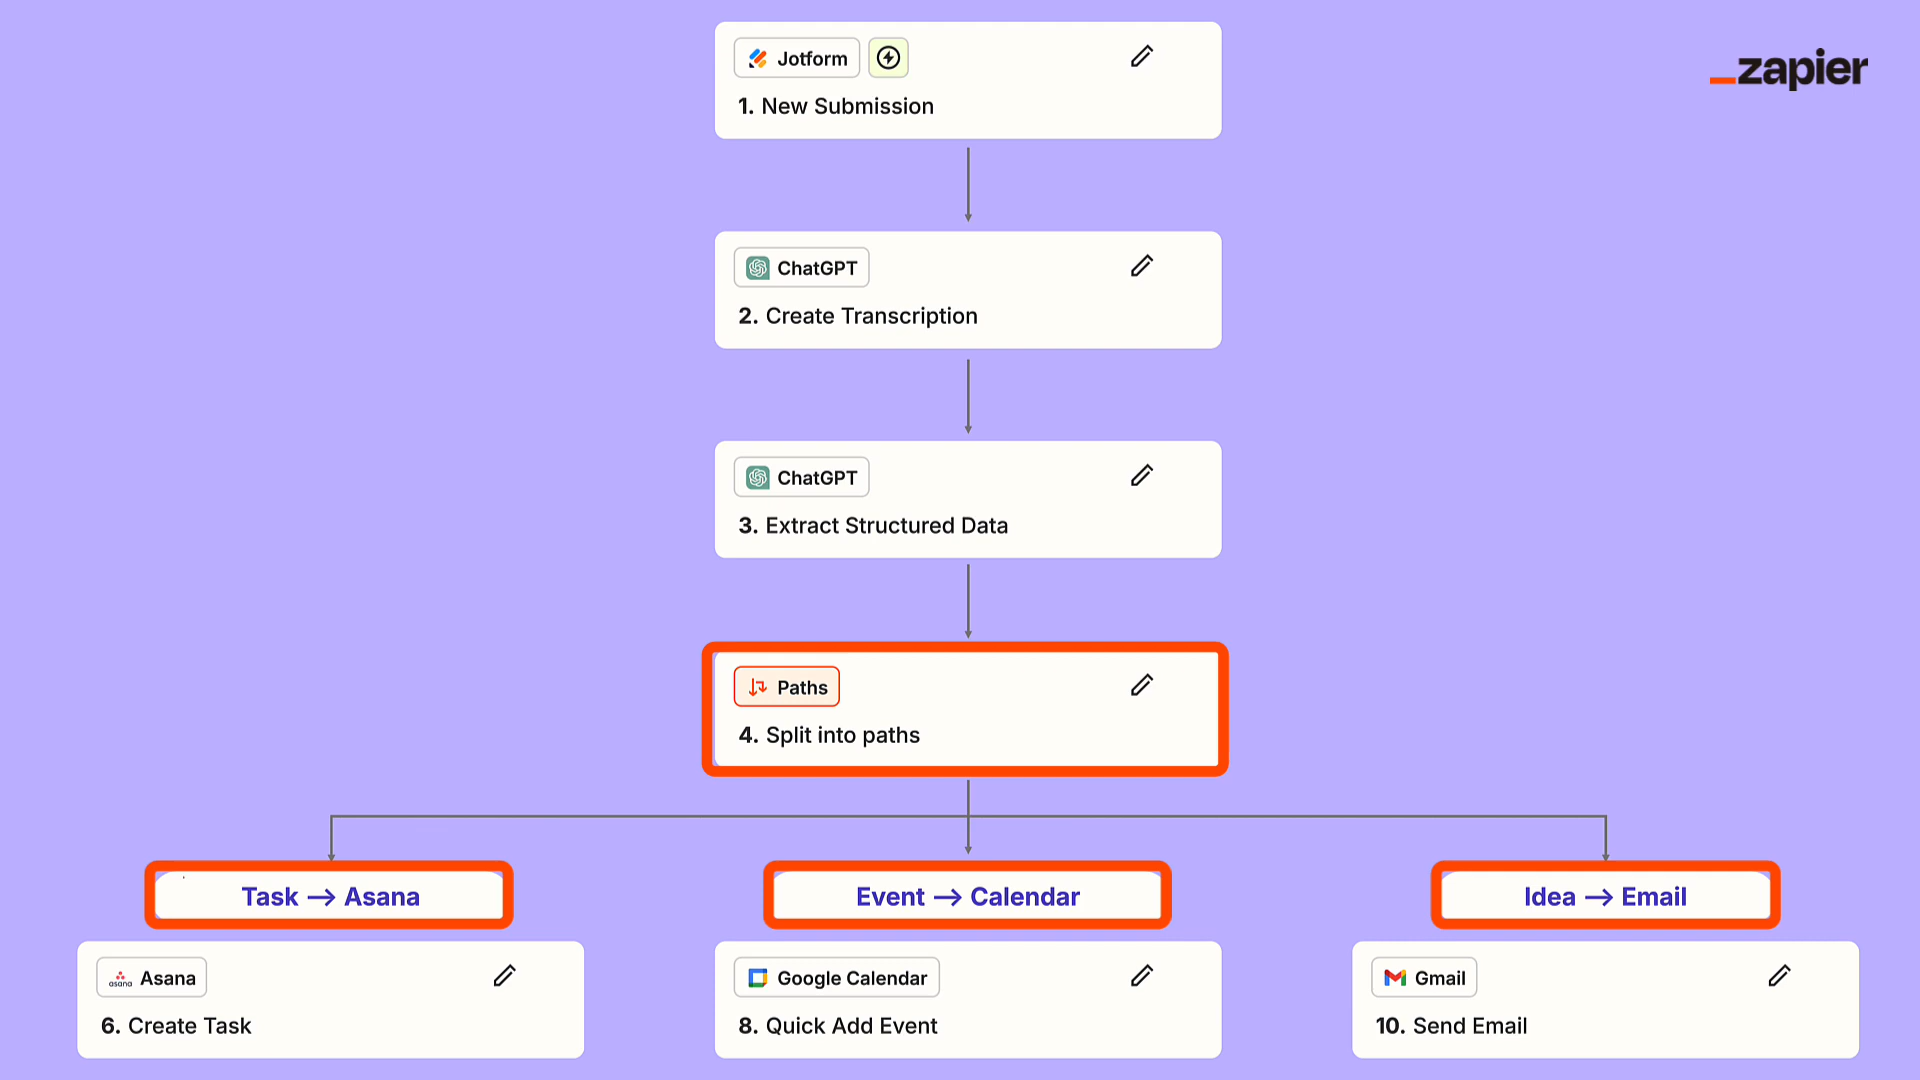 Jotform
1. New Submission
_zapier
ChatGPT
2. Create Transcription
ChatGPT
3. Extract Structured Data
Paths
4. Split into paths
Task → Asana
Event → Calendar
Idea → Email
asana Asana
6. Create Task
Google Calendar
8. Quick Add Event
Gmail
10. Send Email